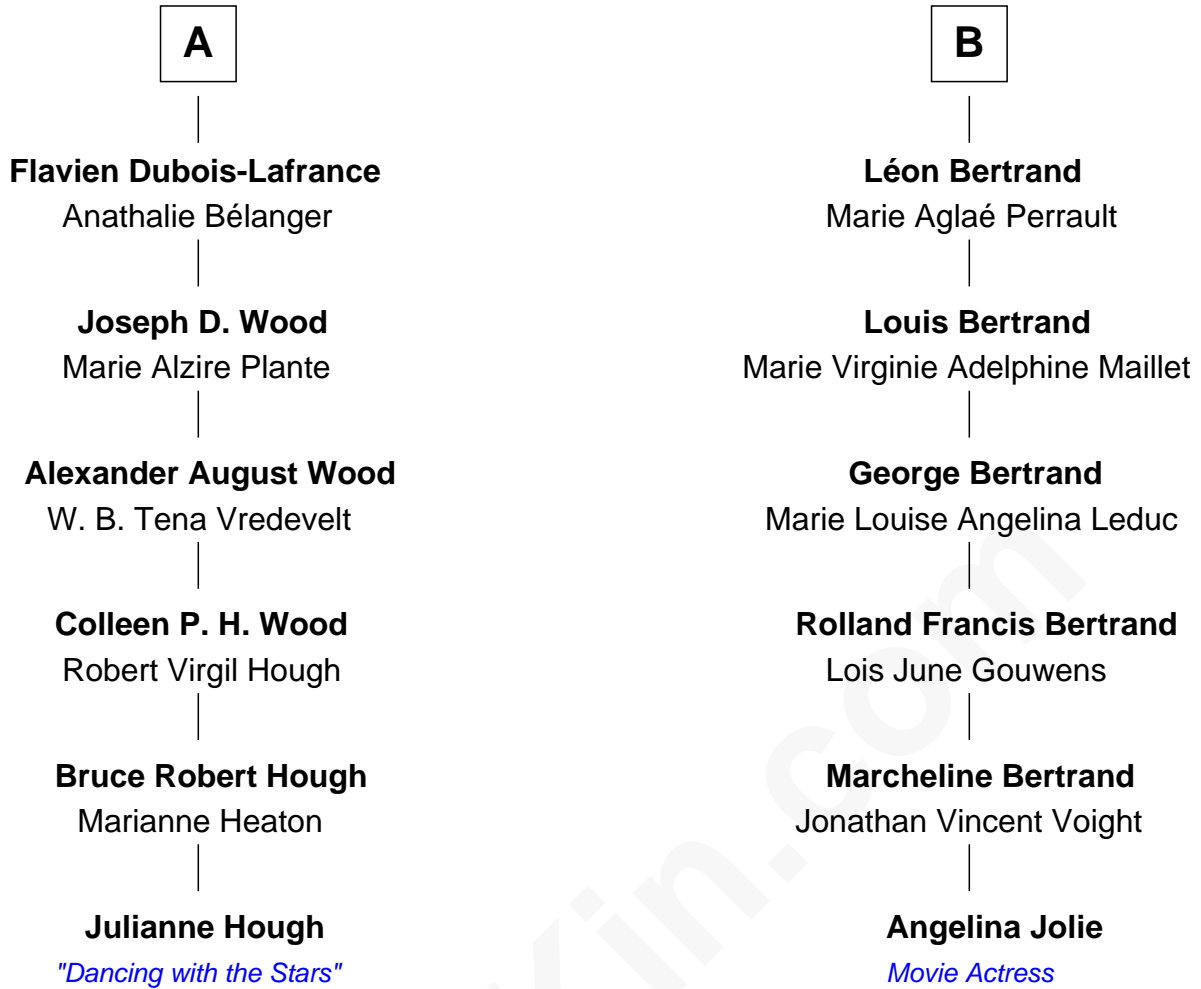 A
Flavien Dubois-Lafrance
Anathalie Bélanger
Joseph D. Wood
Marie Alzire Plante
Alexander August Wood
W. B. Tena Vredevelt
Colleen P. H. Wood
Robert Virgil Hough
Bruce Robert Hough
Marianne Heaton
Julianne Hough
"Dancing with the Stars"
B
Léon Bertrand
Marie Aglaé Perrault
Louis Bertrand
Marie Virginie Adelphine Maillet
George Bertrand
Marie Louise Angelina Leduc
Rolland Francis Bertrand
Lois June Gouwens
Marcheline Bertrand
Jonathan Vincent Voight
Angelina Jolie
Movie Actress